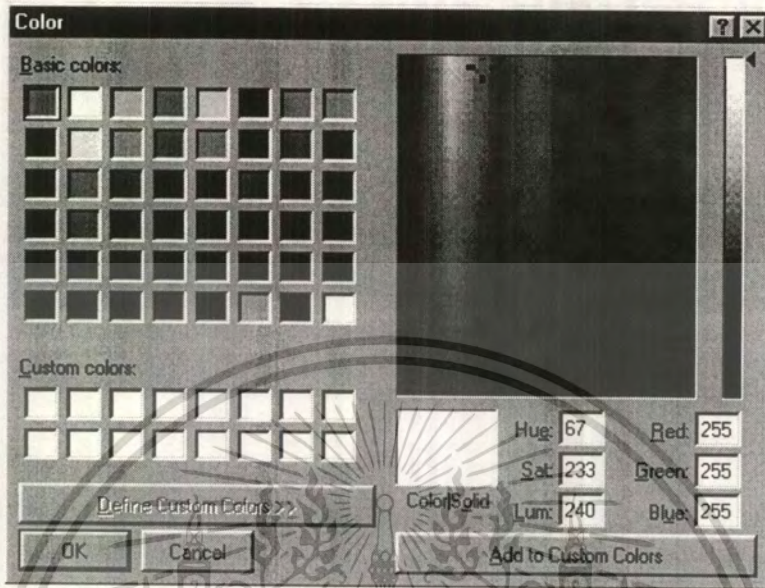 Color
? X
Basic colors:
Custom colors:
Define Custom Colors >>
OK Cancel
Color|Solid
Hue: 67 Red: 255
Sat: 233 Green: 255
Lum: 240 Blue: 255
Add to Custom Colors